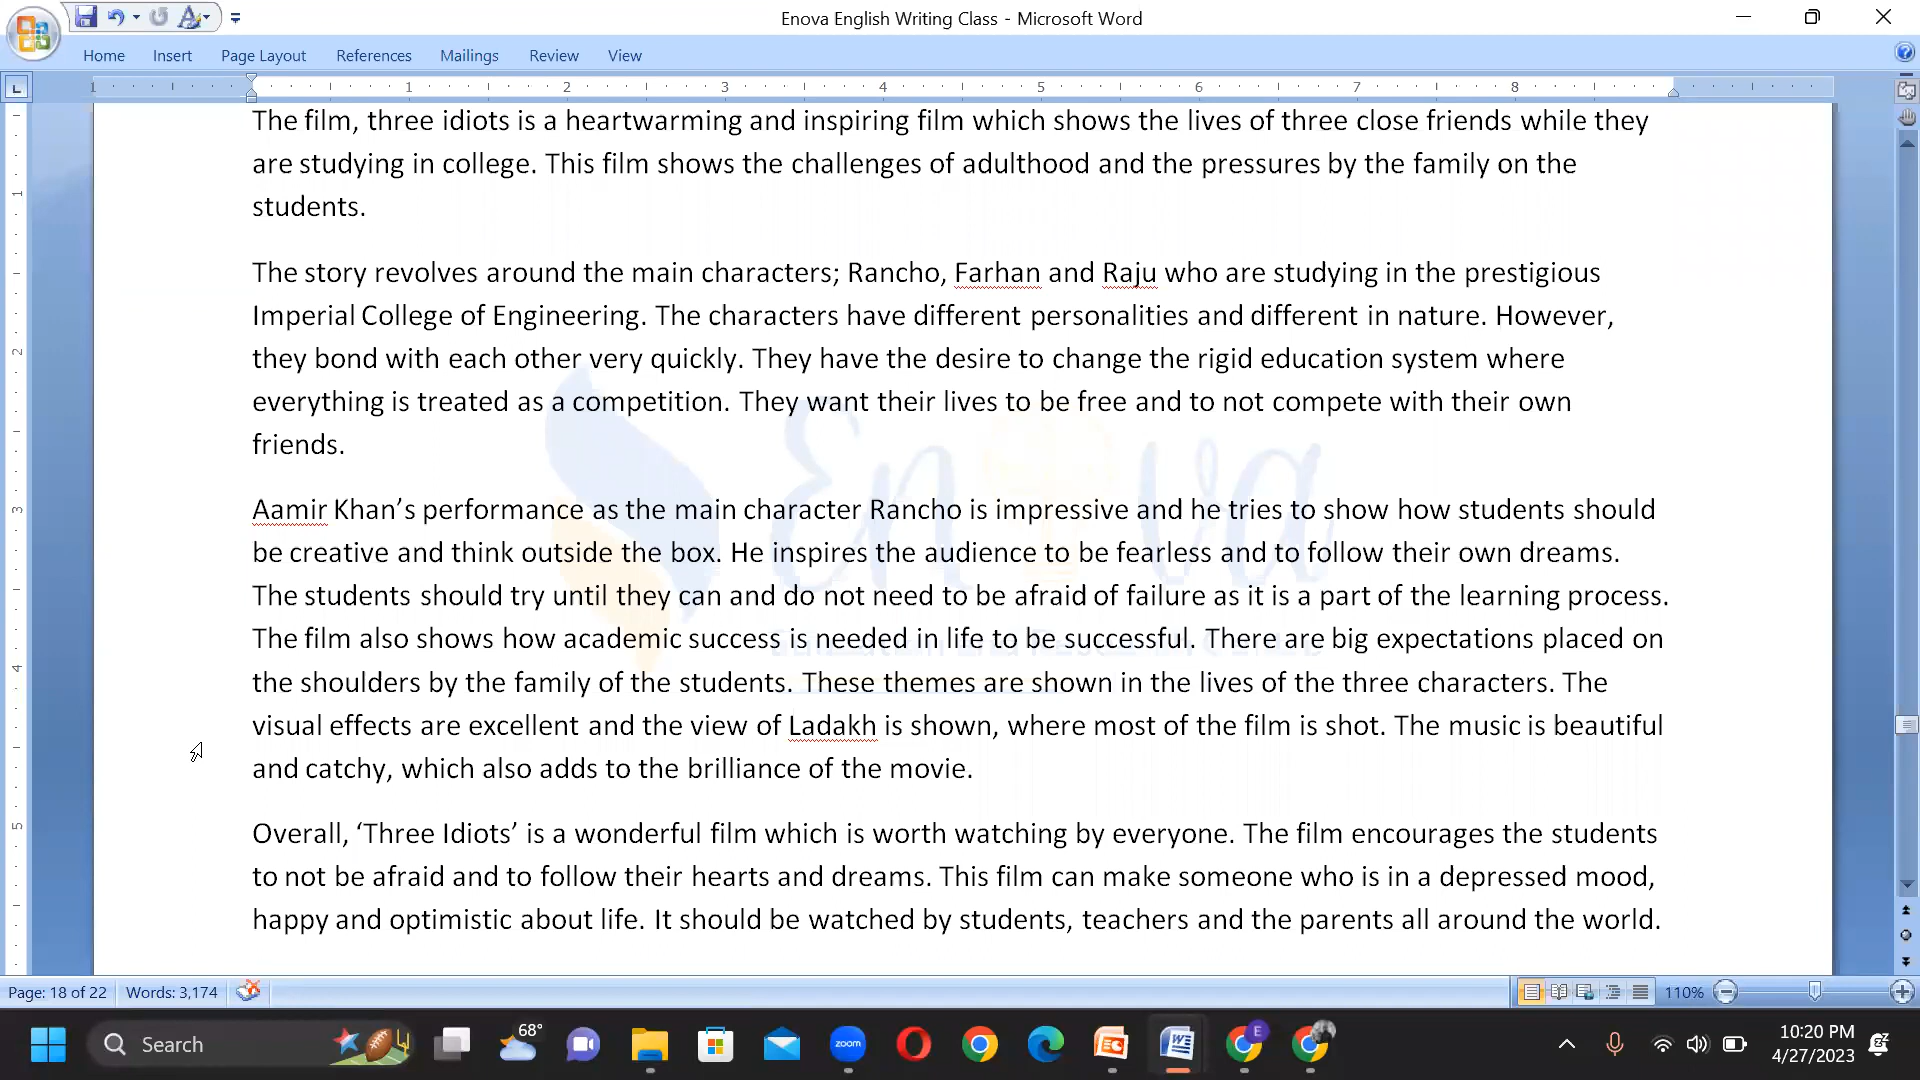 Enova English Writing Class - Microsoft Word
Home Insert Page Layout References Mailings Review View
1 1 2 3 4 5 6 7 8
The film, three idiots is a heartwarming and inspiring film which shows the lives of three close friends while they
are studying in college. This film shows the challenges of adulthood and the pressures by the family on the
students.
The story revolves around the main characters; Rancho, Farhan and Raju who are studying in the prestigious
Imperial College of Engineering. The characters have different personalities and different in nature. However,
they bond with each other very quickly. They have the desire to change the rigid education system where
everything is treated as a competition. They want their lives to be free and to not compete with their own
friends.
Aamir Khan’s performance as the main character Rancho is impressive and he tries to show how students should
be creative and think outside the box. He inspires the audience to be fearless and to follow their own dreams.
The students should try until they can and do not need to be afraid of failure as it is a part of the learning process.
The film also shows how academic success is needed in life to be successful. There are big expectations placed on
the shoulders by the family of the students. These themes are shown in the lives of the three characters. The
visual effects are excellent and the view of Ladakh is shown, where most of the film is shot. The music is beautiful
and catchy, which also adds to the brilliance of the movie.
Overall, ‘Three Idiots’ is a wonderful film which is worth watching by everyone. The film encourages the students
to not be afraid and to follow their hearts and dreams. This film can make someone who is in a depressed mood,
happy and optimistic about life. It should be watched by students, teachers and the parents all around the world.
Enova
1
2
3
4
5
Page: 18 of 22 Words: 3,174 110%
Search 68° zoom E 10:20 PM
4/27/2023